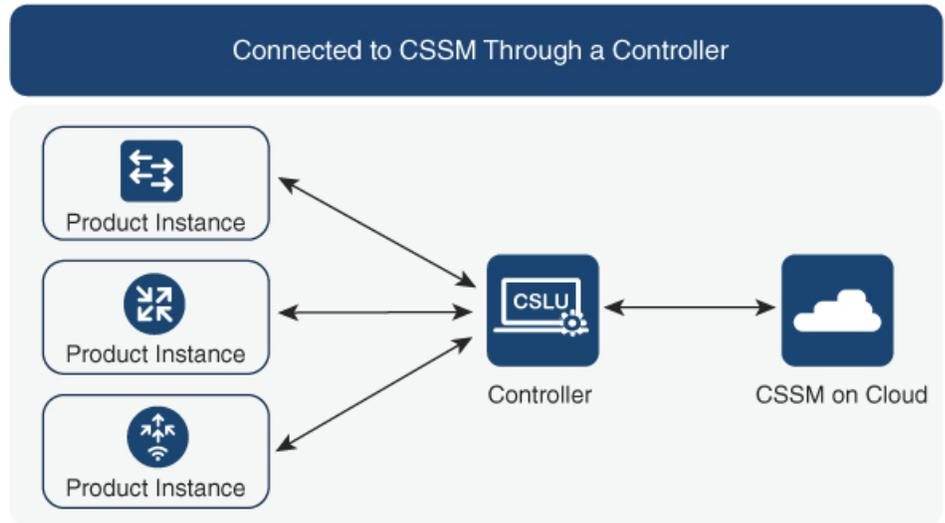 Connected to CSSM Through a Controller
Product Instance
Product Instance
Product Instance
CSLU
Controller
CSSM on Cloud